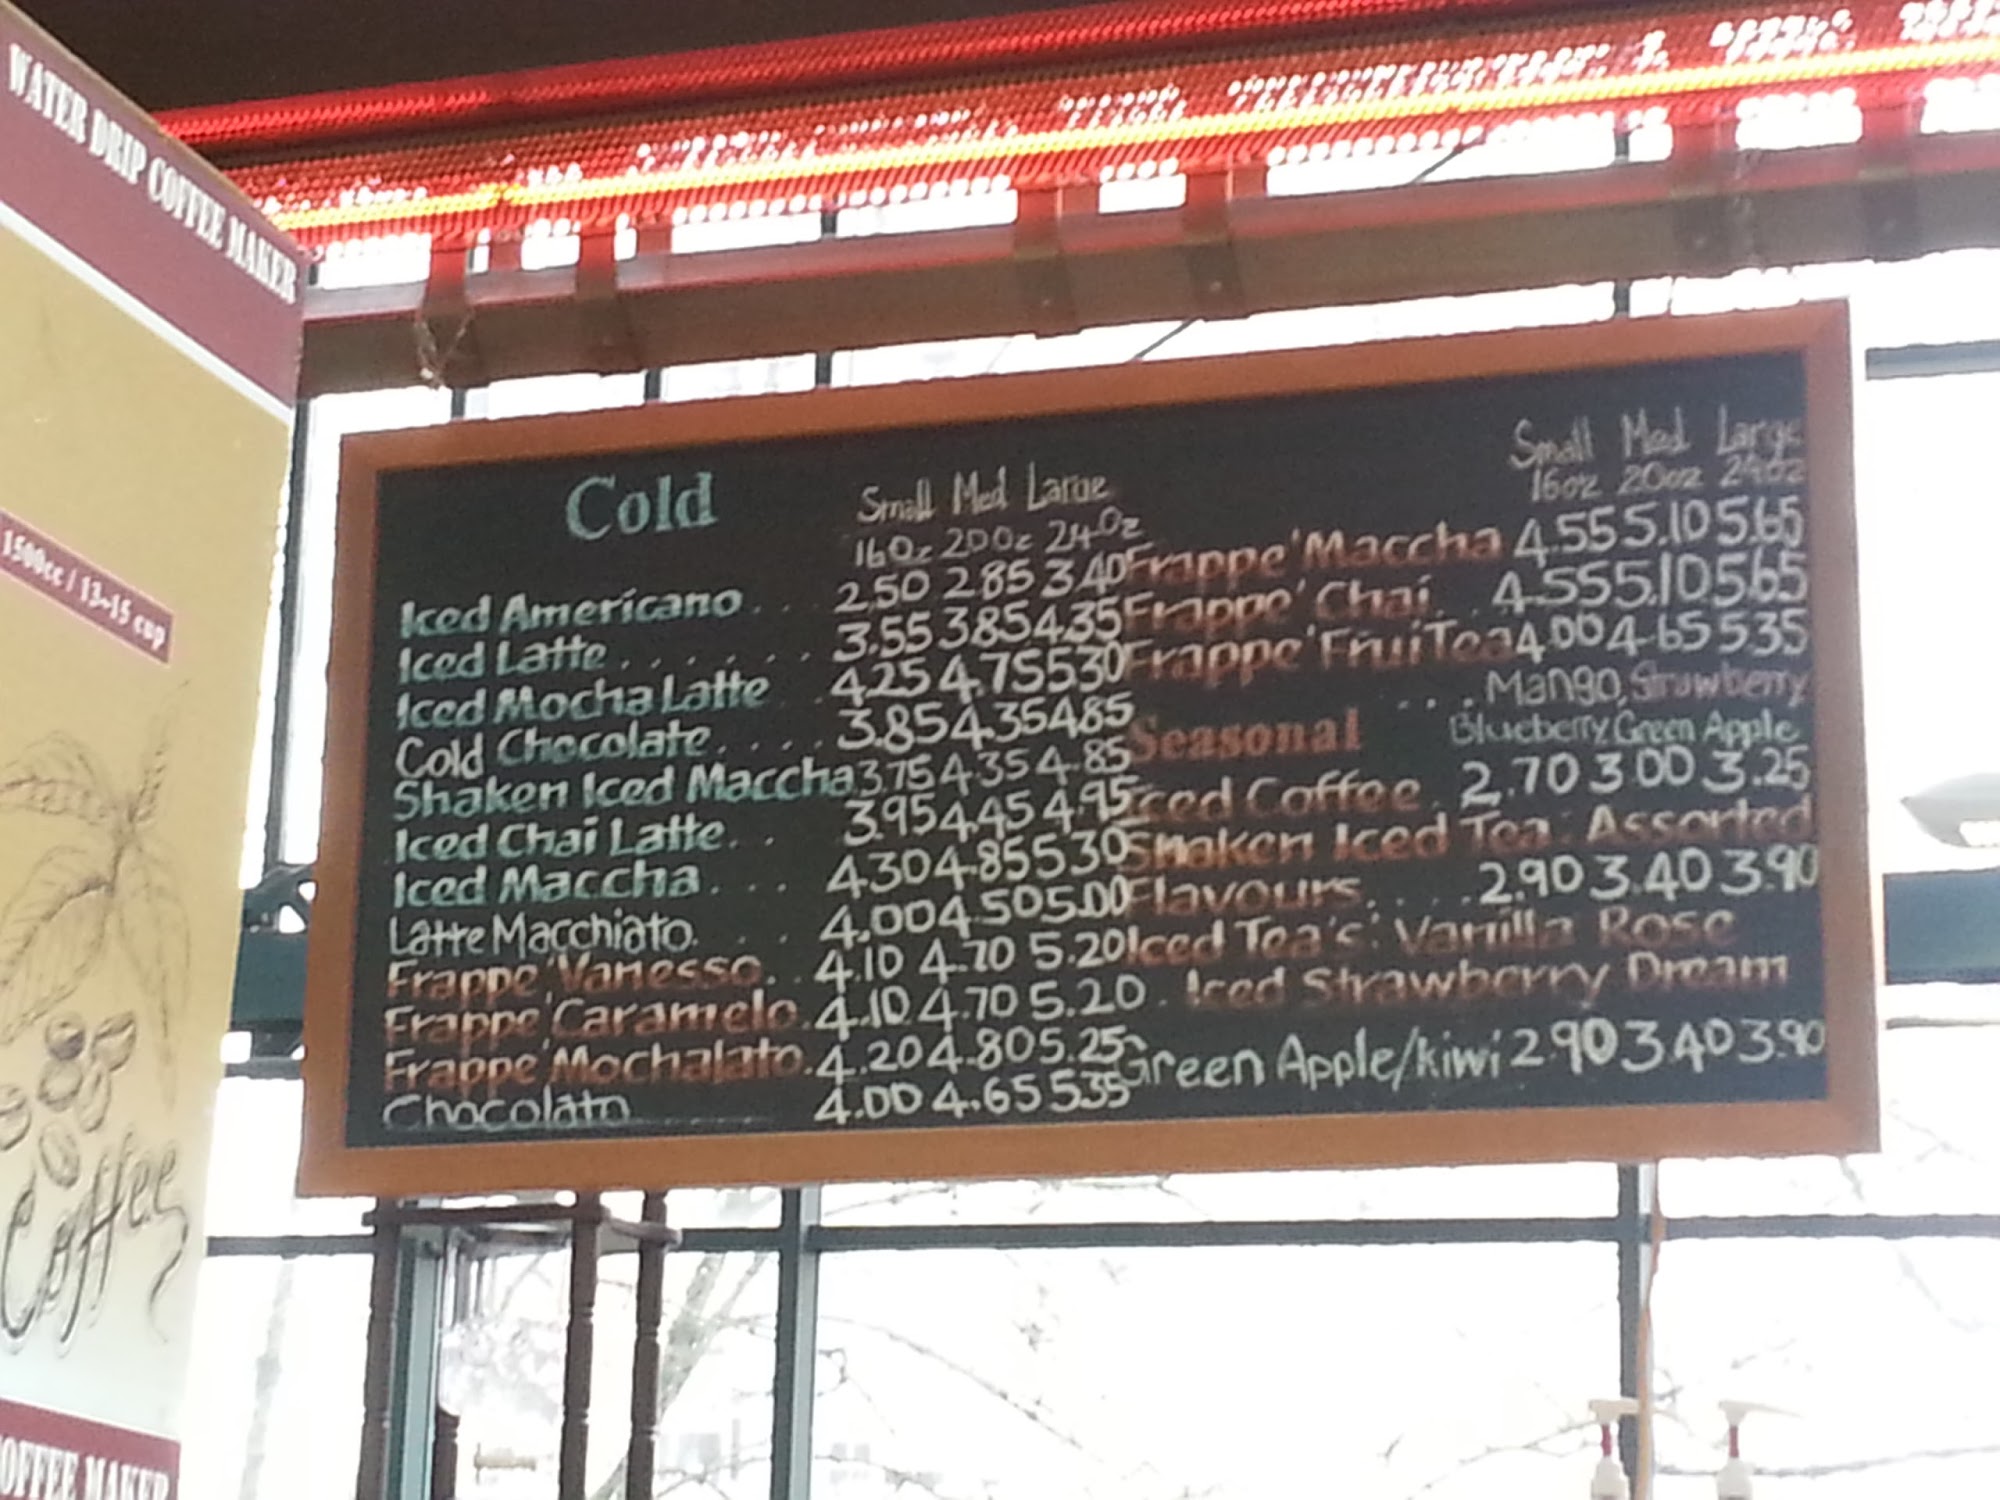 WATER DRIP COFFEE MAKER
1500cc / 13~15 cup
Coffee
COFFEE MAKER
Cold
Small Med Large
16Oz 20Oz 24Oz
Iced Americano . . . 2.50 2.85 3.40
Iced Latte . . . . . . . 3.55 3.85 4.35
Iced Mocha Latte . 4.25 4.75 5.30
Cold Chocolate . . . . 3.85 4.35 4.85
Shaken Iced Maccha 3.75 4.35 4.85
Iced Chai Latte . . 3.95 4.45 4.95
Iced Maccha . . . 4.30 4.85 5.30
Latte Macchiato. . . 4.00 4.50 5.00
Frappe' Vanesso . . 4.10 4.70 5.20
Frappe' Caramelo . 4.10 4.70 5.20
Frappe' Mochalato . 4.20 4.80 5.25
Chocolato . . . . . 4.00 4.65 5.35
Small Med Large
16oz 20oz 24oz
Frappe' Maccha 4.55 5.10 5.65
Frappe' Chai . . 4.55 5.10 5.65
Frappe' FruiTea 4.00 4.65 5.35
. . . Mango, Strawberry
Blueberry, Green Apple
Seasonal
Iced Coffee . 2.70 3.00 3.25
Shaken Iced Tea : Assorted
Flavours . . . . . 2.90 3.40 3.90
Iced Tea's : Vanilla Rose
. Iced Strawberry Dream
Green Apple/kiwi 2.90 3.40 3.90